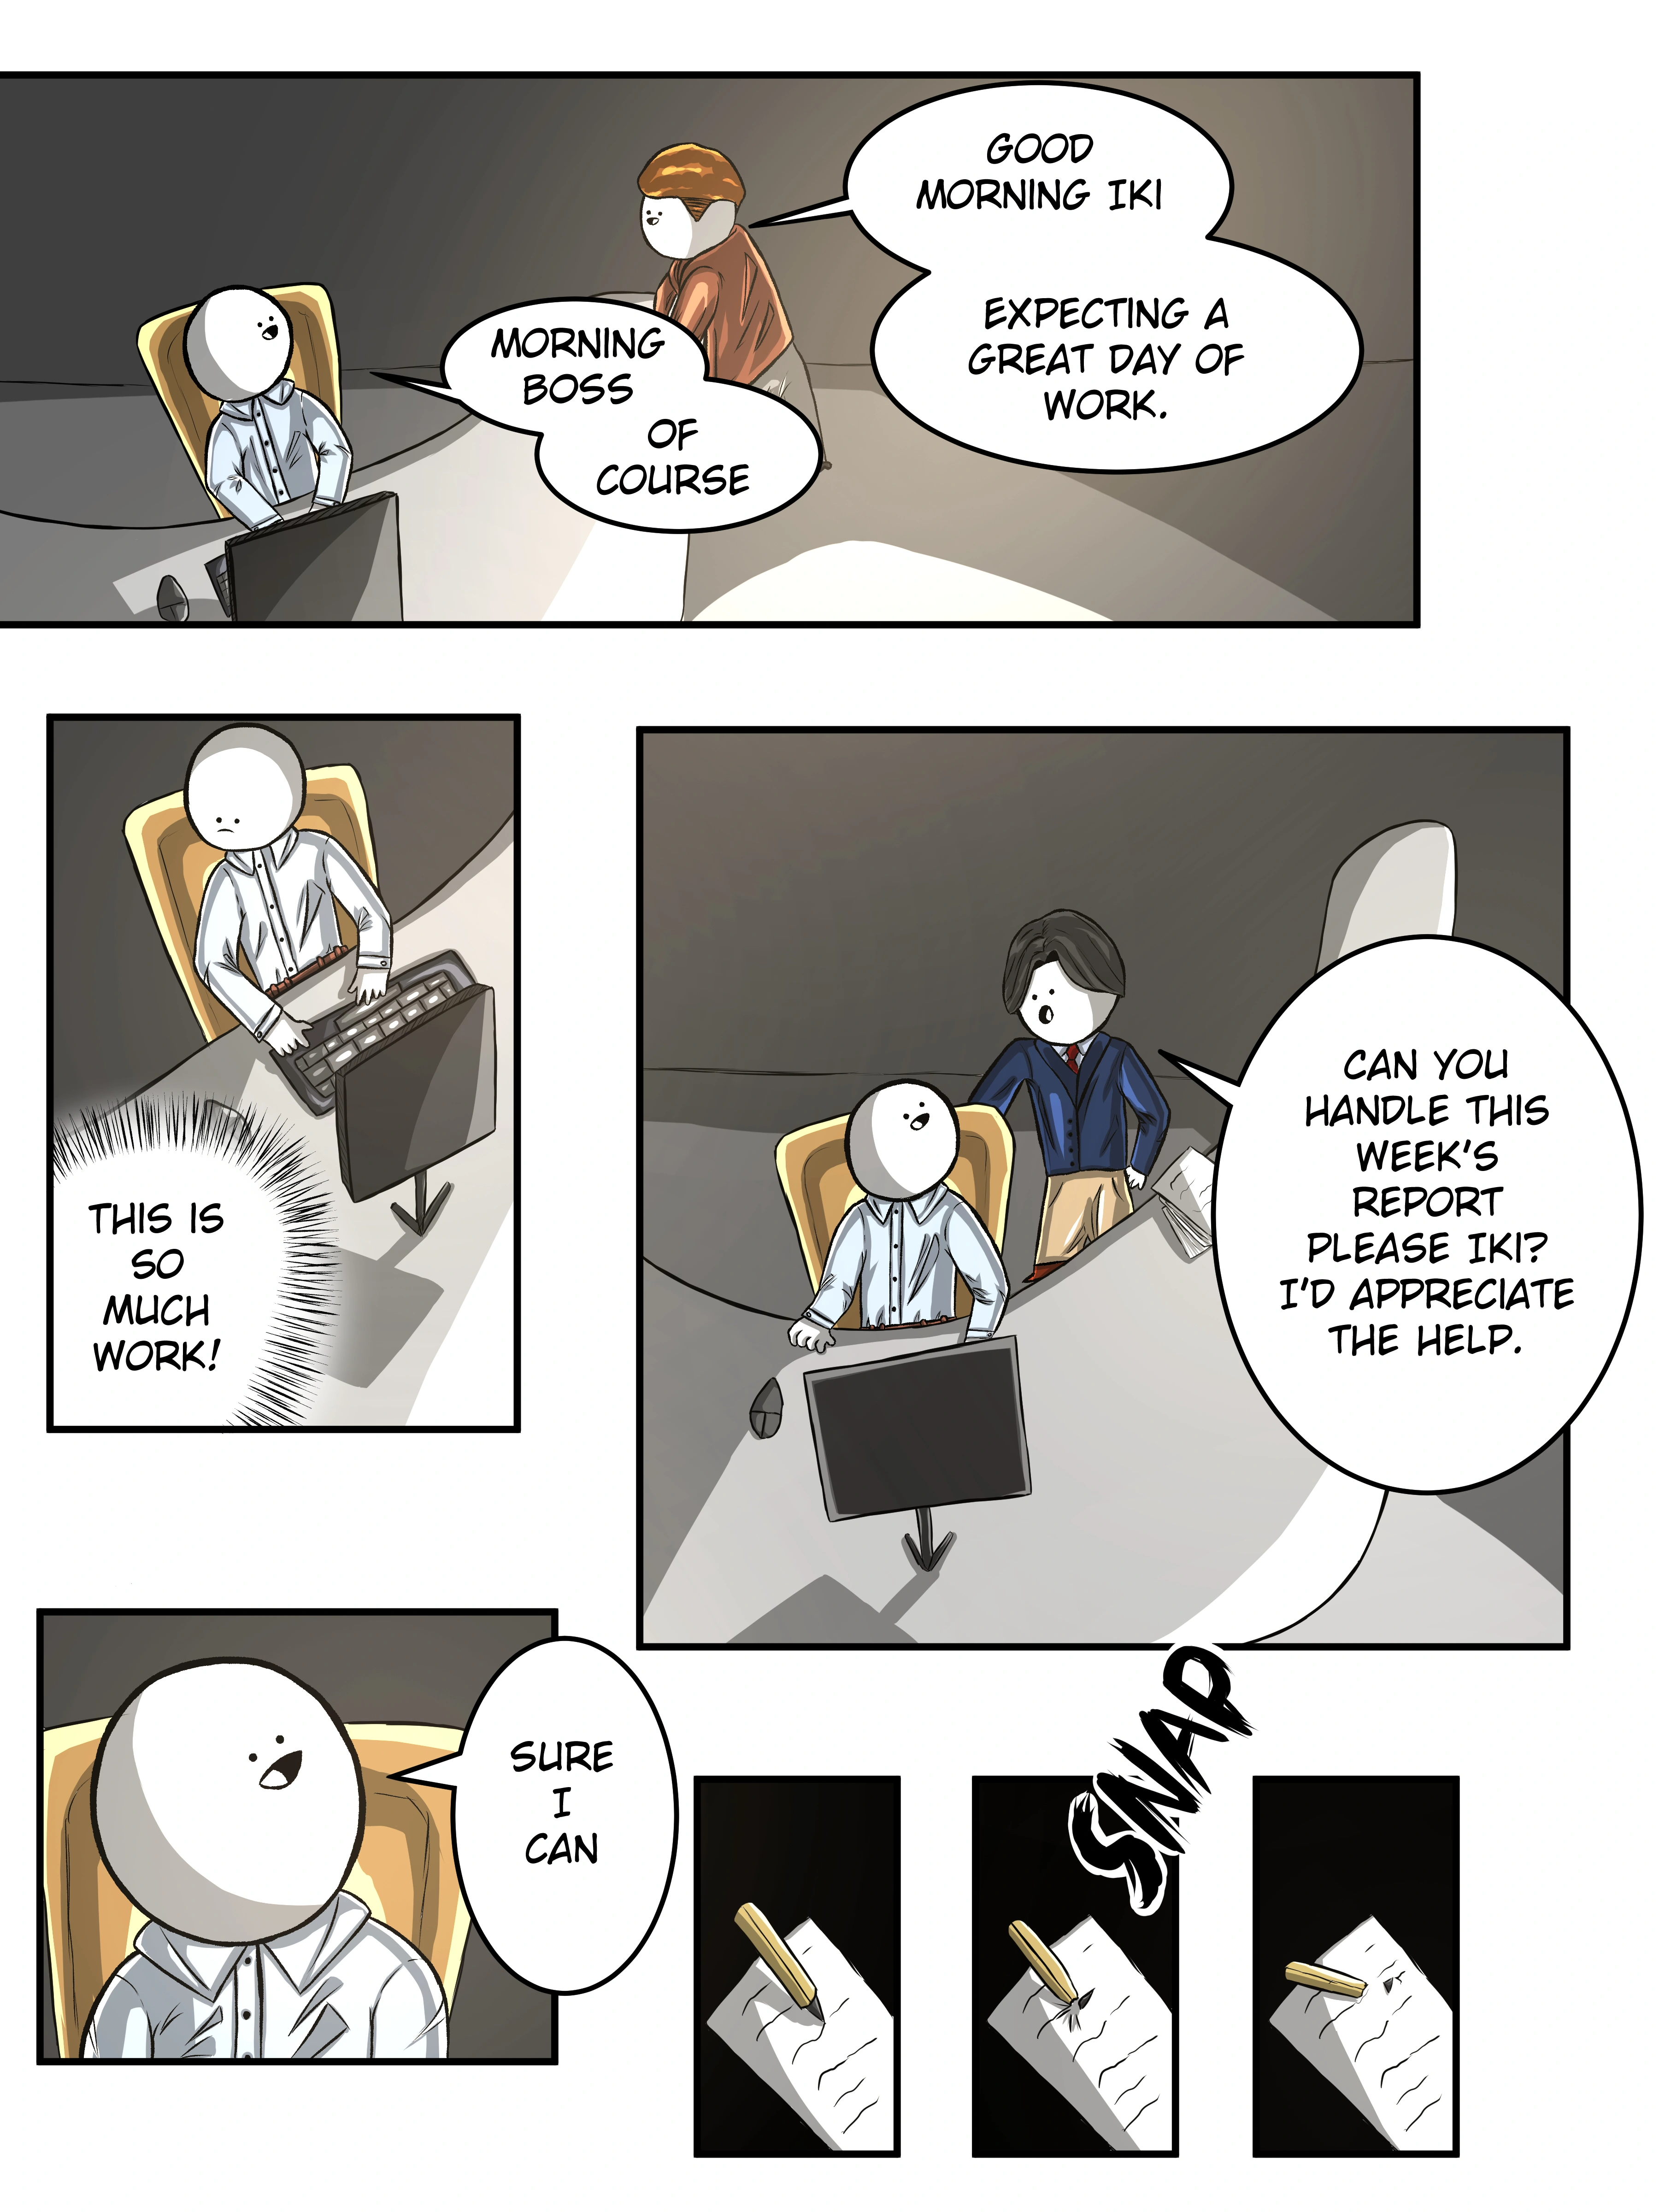 GOOD
MORNING IKI
EXPECTING A
GREAT DAY OF
WORK.
MORNING
BOSS
OF
COURSE
THIS IS
SO
MUCH
WORK!
CAN YOU
HANDLE THIS
WEEK'S
REPORT
PLEASE IKI?
I'D APPRECIATE
THE HELP.
SURE
I
CAN
SNAP